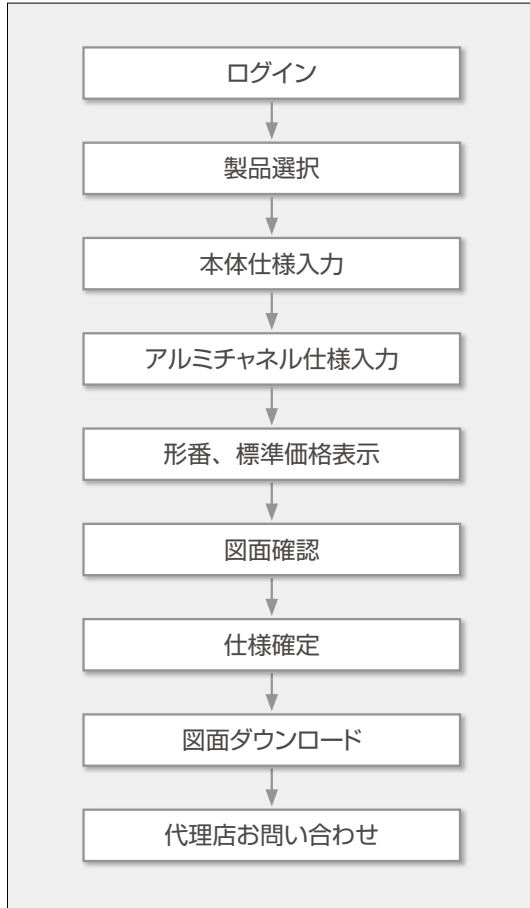 ログイン
製品選択
本体仕様入力
アルミチャネル仕様入力
形番、標準価格表示
図面確認
仕様確定
図面ダウンロード
代理店お問い合わせ